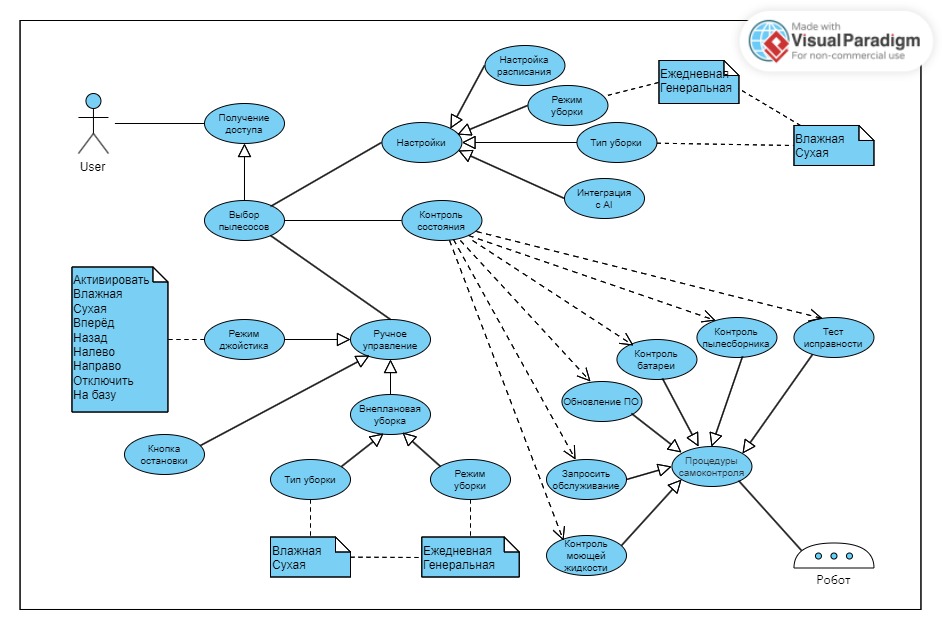 Made with
VisualParadigm
For non-commercial use
User
Получение
доступа
Выбор
пылесосов
Настройки
Настройка
расписания
Режим
уборки
Тип уборки
Интеграция
с AI
Ежедневная
Генеральная
Влажная
Сухая
Контроль
состояния
Активировать
Влажная
Сухая
Вперёд
Назад
Налево
Направо
Отключить
На базу
Режим
джойстика
Ручное
управление
Внеплановая
уборка
Кнопка
остановки
Тип уборки
Режим
уборки
Влажная
Сухая
Ежедневная
Генеральная
Тест
исправности
Контроль
пылесборника
Контроль
батареи
Обновление ПО
Запросить
обслуживание
Контроль
моющей
жидкости
Процедуры
самоконтроля
Робот